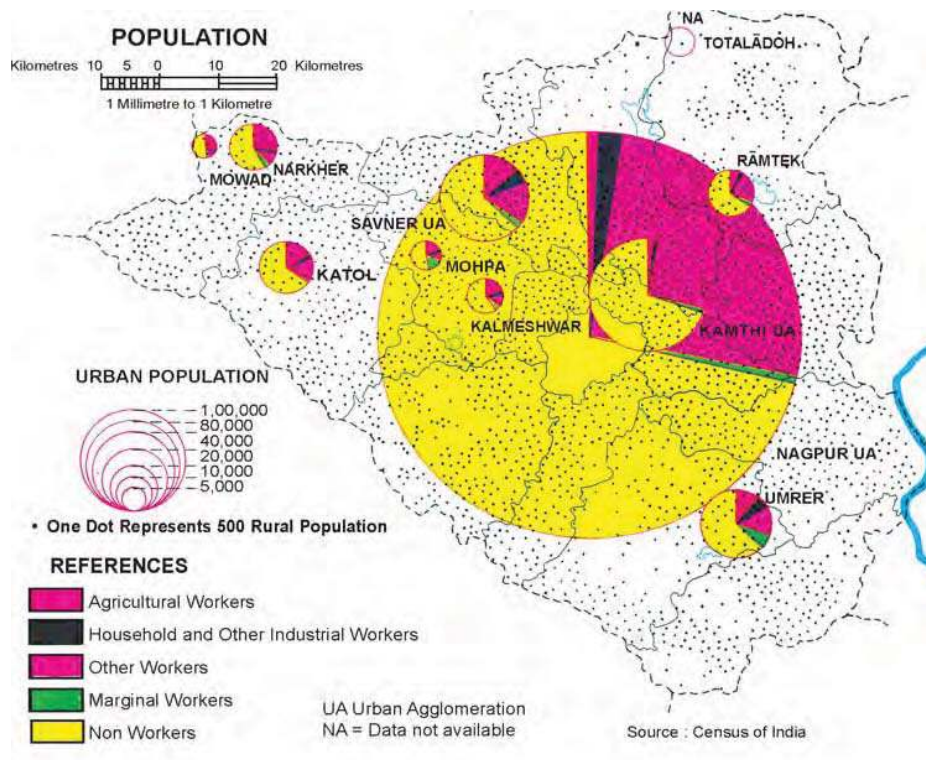 POPULATION
Kilometres 10 5 0 10 20 Kilometres
1 Millimetre to 1 Kilometre
NA
TOTALĀDOH
RĀMTEK
MOWAD
NARKHER
SAVNER UA
KATOL
MOHPA
KALMESHWAR
KAMTHI UA
NAGPUR UA
UMRER
URBAN POPULATION
1,00,000
80,000
40,000
20,000
10,000
5,000
• One Dot Represents 500 Rural Population
REFERENCES
Agricultural Workers
Household and Other Industrial Workers
Other Workers
Marginal Workers
Non Workers
UA Urban Agglomeration
NA = Data not available
Source : Census of India